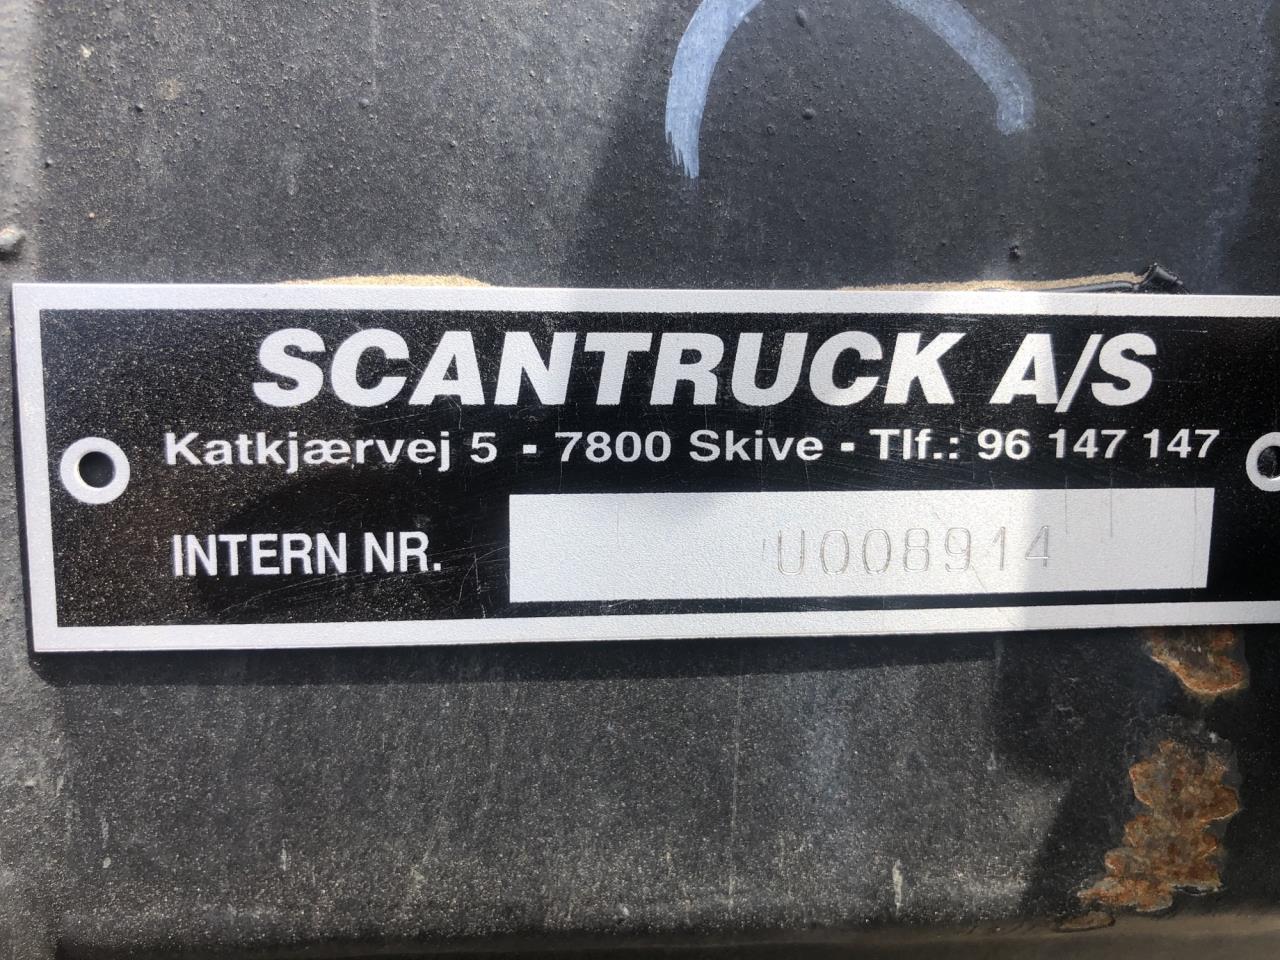 SCANTRUCK A/S
Katkjærvej 5 - 7800 Skive - Tlf.: 96 147 147
INTERN NR. U008914